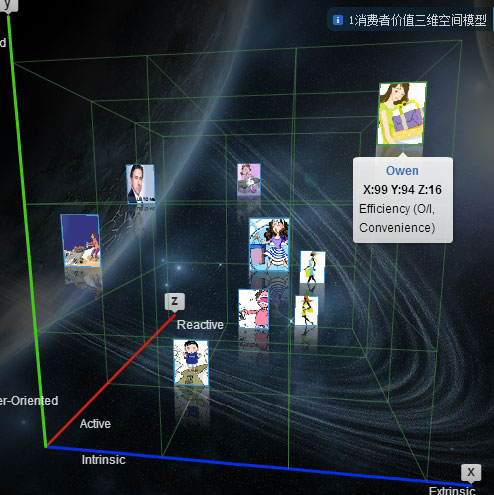 y
1消费者价值三维空间模型
d
Owen
X:99 Y:94 Z:16
Efficiency (O/I,
Convenience)
z
Reactive
er-Oriented
Active
Intrinsic
x
Extrinsic